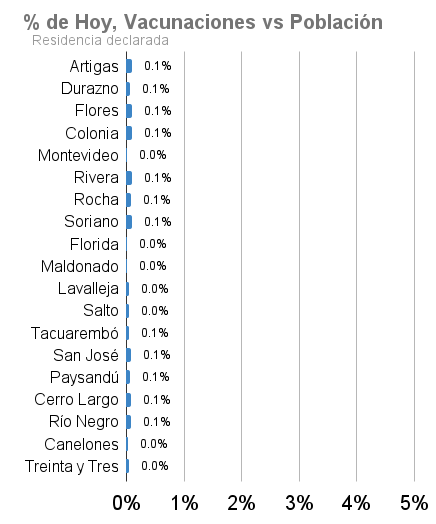 % de Hoy, Vacunaciones vs Población
Residencia declarada
Artigas 0.1%
Durazno 0.1%
Flores 0.1%
Colonia 0.1%
Montevideo 0.0%
Rivera 0.1%
Rocha 0.1%
Soriano 0.1%
Florida 0.0%
Maldonado 0.0%
Lavalleja 0.0%
Salto 0.0%
Tacuarembó 0.1%
San José 0.1%
Paysandú 0.1%
Cerro Largo 0.1%
Río Negro 0.1%
Canelones 0.0%
Treinta y Tres 0.0%
0% 1% 2% 3% 4% 5%